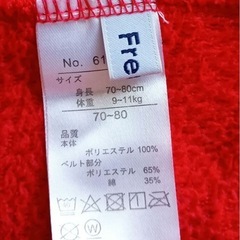 Fre
No. 61
サイズ
身長 70~80cm
体重 9~11kg
70~80
品質
本体
ポリエステル 100%
ベルト部分
ポリエステル 65%
綿 35%